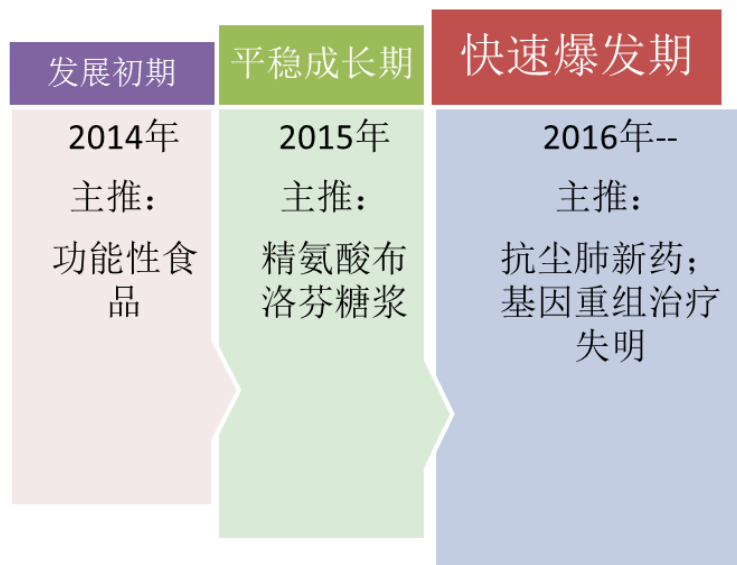 发展初期
2014年
主推：
功能性食
品
平稳成长期
2015年
主推：
精氨酸布
洛芬糖浆
快速爆发期
2016年--
主推：
抗尘肺新药；
基因重组治疗
失明